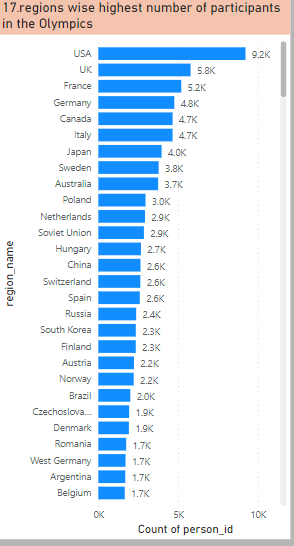 17.regions wise highest number of participants
in the Olympics
USA 9.2K
UK 5.8K
France 5.2K
Germany 4.8K
Canada 4.7K
Italy 4.7K
Japan 4.0K
Sweden 3.8K
Australia 3.7K
Poland 3.0K
Netherlands 2.9K
Soviet Union 2.9K
Hungary 2.7K
China 2.6K
Switzerland 2.6K
Spain 2.6K
Russia 2.4K
South Korea 2.3K
Finland 2.3K
Austria 2.2K
Norway 2.2K
Brazil 2.0K
Czechoslova... 1.9K
Denmark 1.9K
Romania 1.7K
West Germany 1.7K
Argentina 1.7K
Belgium 1.7K
region_name
0K 5K 10K
Count of person_id